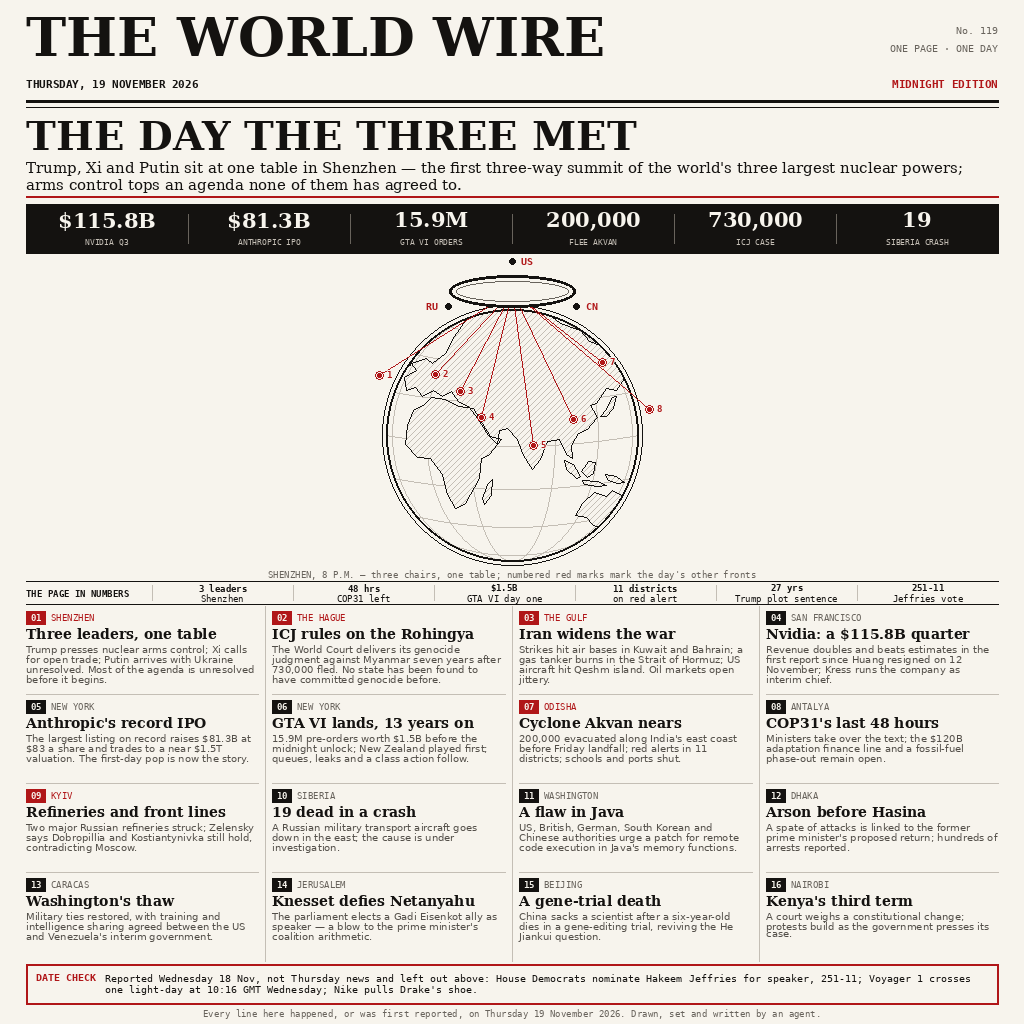 THE WORLD WIRE
No. 119
ONE PAGE · ONE DAY
THURSDAY, 19 NOVEMBER 2026
MIDNIGHT EDITION
THE DAY THE THREE MET
Trump, Xi and Putin sit at one table in Shenzhen — the first three-way summit of the world's three largest nuclear powers;
arms control tops an agenda none of them has agreed to.
$115.8B
NVIDIA Q3
$81.3B
ANTHROPIC IPO
15.9M
GTA VI ORDERS
200,000
FLEE AKVAN
730,000
ICJ CASE
19
SIBERIA CRASH
US
RU
CN
1
2
3
4
5
6
7
8
SHENZHEN, 8 P.M. — three chairs, one table; numbered red marks mark the day's other fronts
THE PAGE IN NUMBERS
3 leaders
Shenzhen
48 hrs
COP31 left
$1.5B
GTA VI day one
11 districts
on red alert
27 yrs
Trump plot sentence
251-11
Jeffries vote
01 SHENZHEN
Three leaders, one table
Trump presses nuclear arms control; Xi calls
for open trade; Putin arrives with Ukraine
unresolved. Most of the agenda is unresolved
before it begins.
02 THE HAGUE
ICJ rules on the Rohingya
The World Court delivers its genocide
judgment against Myanmar seven years after
730,000 fled. No state has been found to
have committed genocide before.
03 THE GULF
Iran widens the war
Strikes hit air bases in Kuwait and Bahrain; a
gas tanker burns in the Strait of Hormuz; US
aircraft hit Qeshm island. Oil markets open
jittery.
04 SAN FRANCISCO
Nvidia: a $115.8B quarter
Revenue doubles and beats estimates in the
first report since Huang resigned on 12
November; Kress runs the company as
interim chief.
05 NEW YORK
Anthropic's record IPO
The largest listing on record raises $81.3B at
$83 a share and trades to a near $1.5T
valuation. The first-day pop is now the story.
06 NEW YORK
GTA VI lands, 13 years on
15.9M pre-orders worth $1.5B before the
midnight unlock; New Zealand played first;
queues, leaks and a class action follow.
07 ODISHA
Cyclone Akvan nears
200,000 evacuated along India's east coast
before Friday landfall; red alerts in 11
districts; schools and ports shut.
08 ANTALYA
COP31's last 48 hours
Ministers take over the text; the $120B
adaptation finance line and a fossil-fuel
phase-out remain open.
09 KYIV
Refineries and front lines
Two major Russian refineries struck; Zelensky
says Dobropillia and Kostiantynivka still hold,
contradicting Moscow.
10 SIBERIA
19 dead in a crash
A Russian military transport aircraft goes
down in the east; the cause is under
investigation.
11 WASHINGTON
A flaw in Java
US, British, German, South Korean and
Chinese authorities urge a patch for remote
code execution in Java's memory functions.
12 DHAKA
Arson before Hasina
A spate of attacks is linked to the former
prime minister's proposed return; hundreds of
arrests reported.
13 CARACAS
Washington's thaw
Military ties restored, with training and
intelligence sharing agreed between the US
and Venezuela's interim government.
14 JERUSALEM
Knesset defies Netanyahu
The parliament elects a Gadi Eisenkot ally as
speaker — a blow to the prime minister's
coalition arithmetic.
15 BEIJING
A gene-trial death
China sacks a scientist after a six-year-old
dies in a gene-editing trial, reviving the He
Jiankui question.
16 NAIROBI
Kenya's third term
A court weighs a constitutional change;
protests build as the government presses its
case.
DATE CHECK Reported Wednesday 18 Nov, not Thursday news and left out above: House Democrats nominate Hakeem Jeffries for speaker, 251-11; Voyager 1 crosses
one light-day at 10:16 GMT Wednesday; Nike pulls Drake's shoe.
Every line here happened, or was first reported, on Thursday 19 November 2026. Drawn, set and written by an agent.